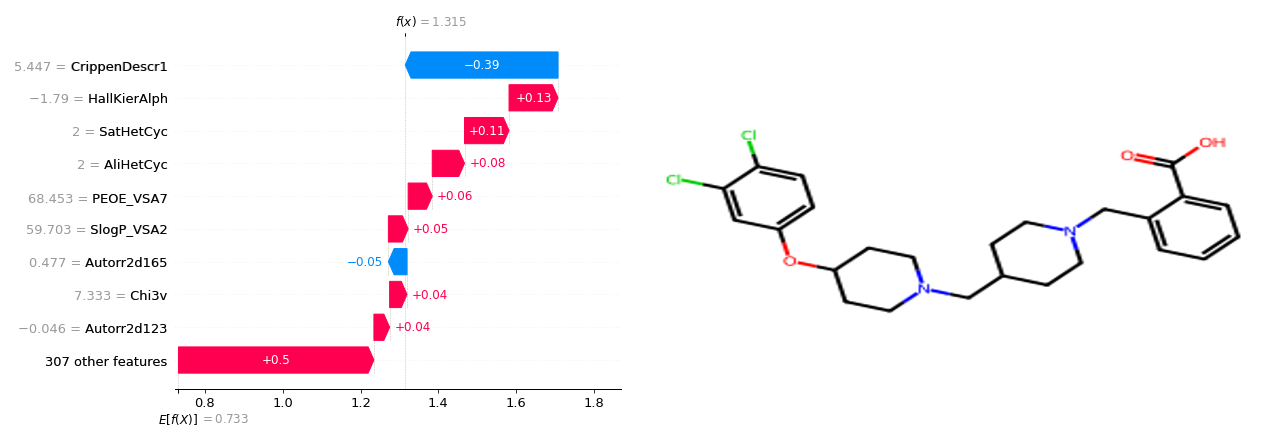 f(x) = 1.315
5.447 = CrippenDescr1 −0.39
−1.79 = HallKierAlph +0.13
2 = SatHetCyc +0.11
2 = AliHetCyc +0.08
68.453 = PEOE_VSA7 +0.06
59.703 = SlogP_VSA2 +0.05
0.477 = Autorr2d165 −0.05
7.333 = Chi3v +0.04
−0.046 = Autorr2d123 +0.04
307 other features +0.5
0.8 1.0 1.2 1.4 1.6 1.8
E[f(X)] = 0.733
Cl
Cl
O
N
N
O
OH